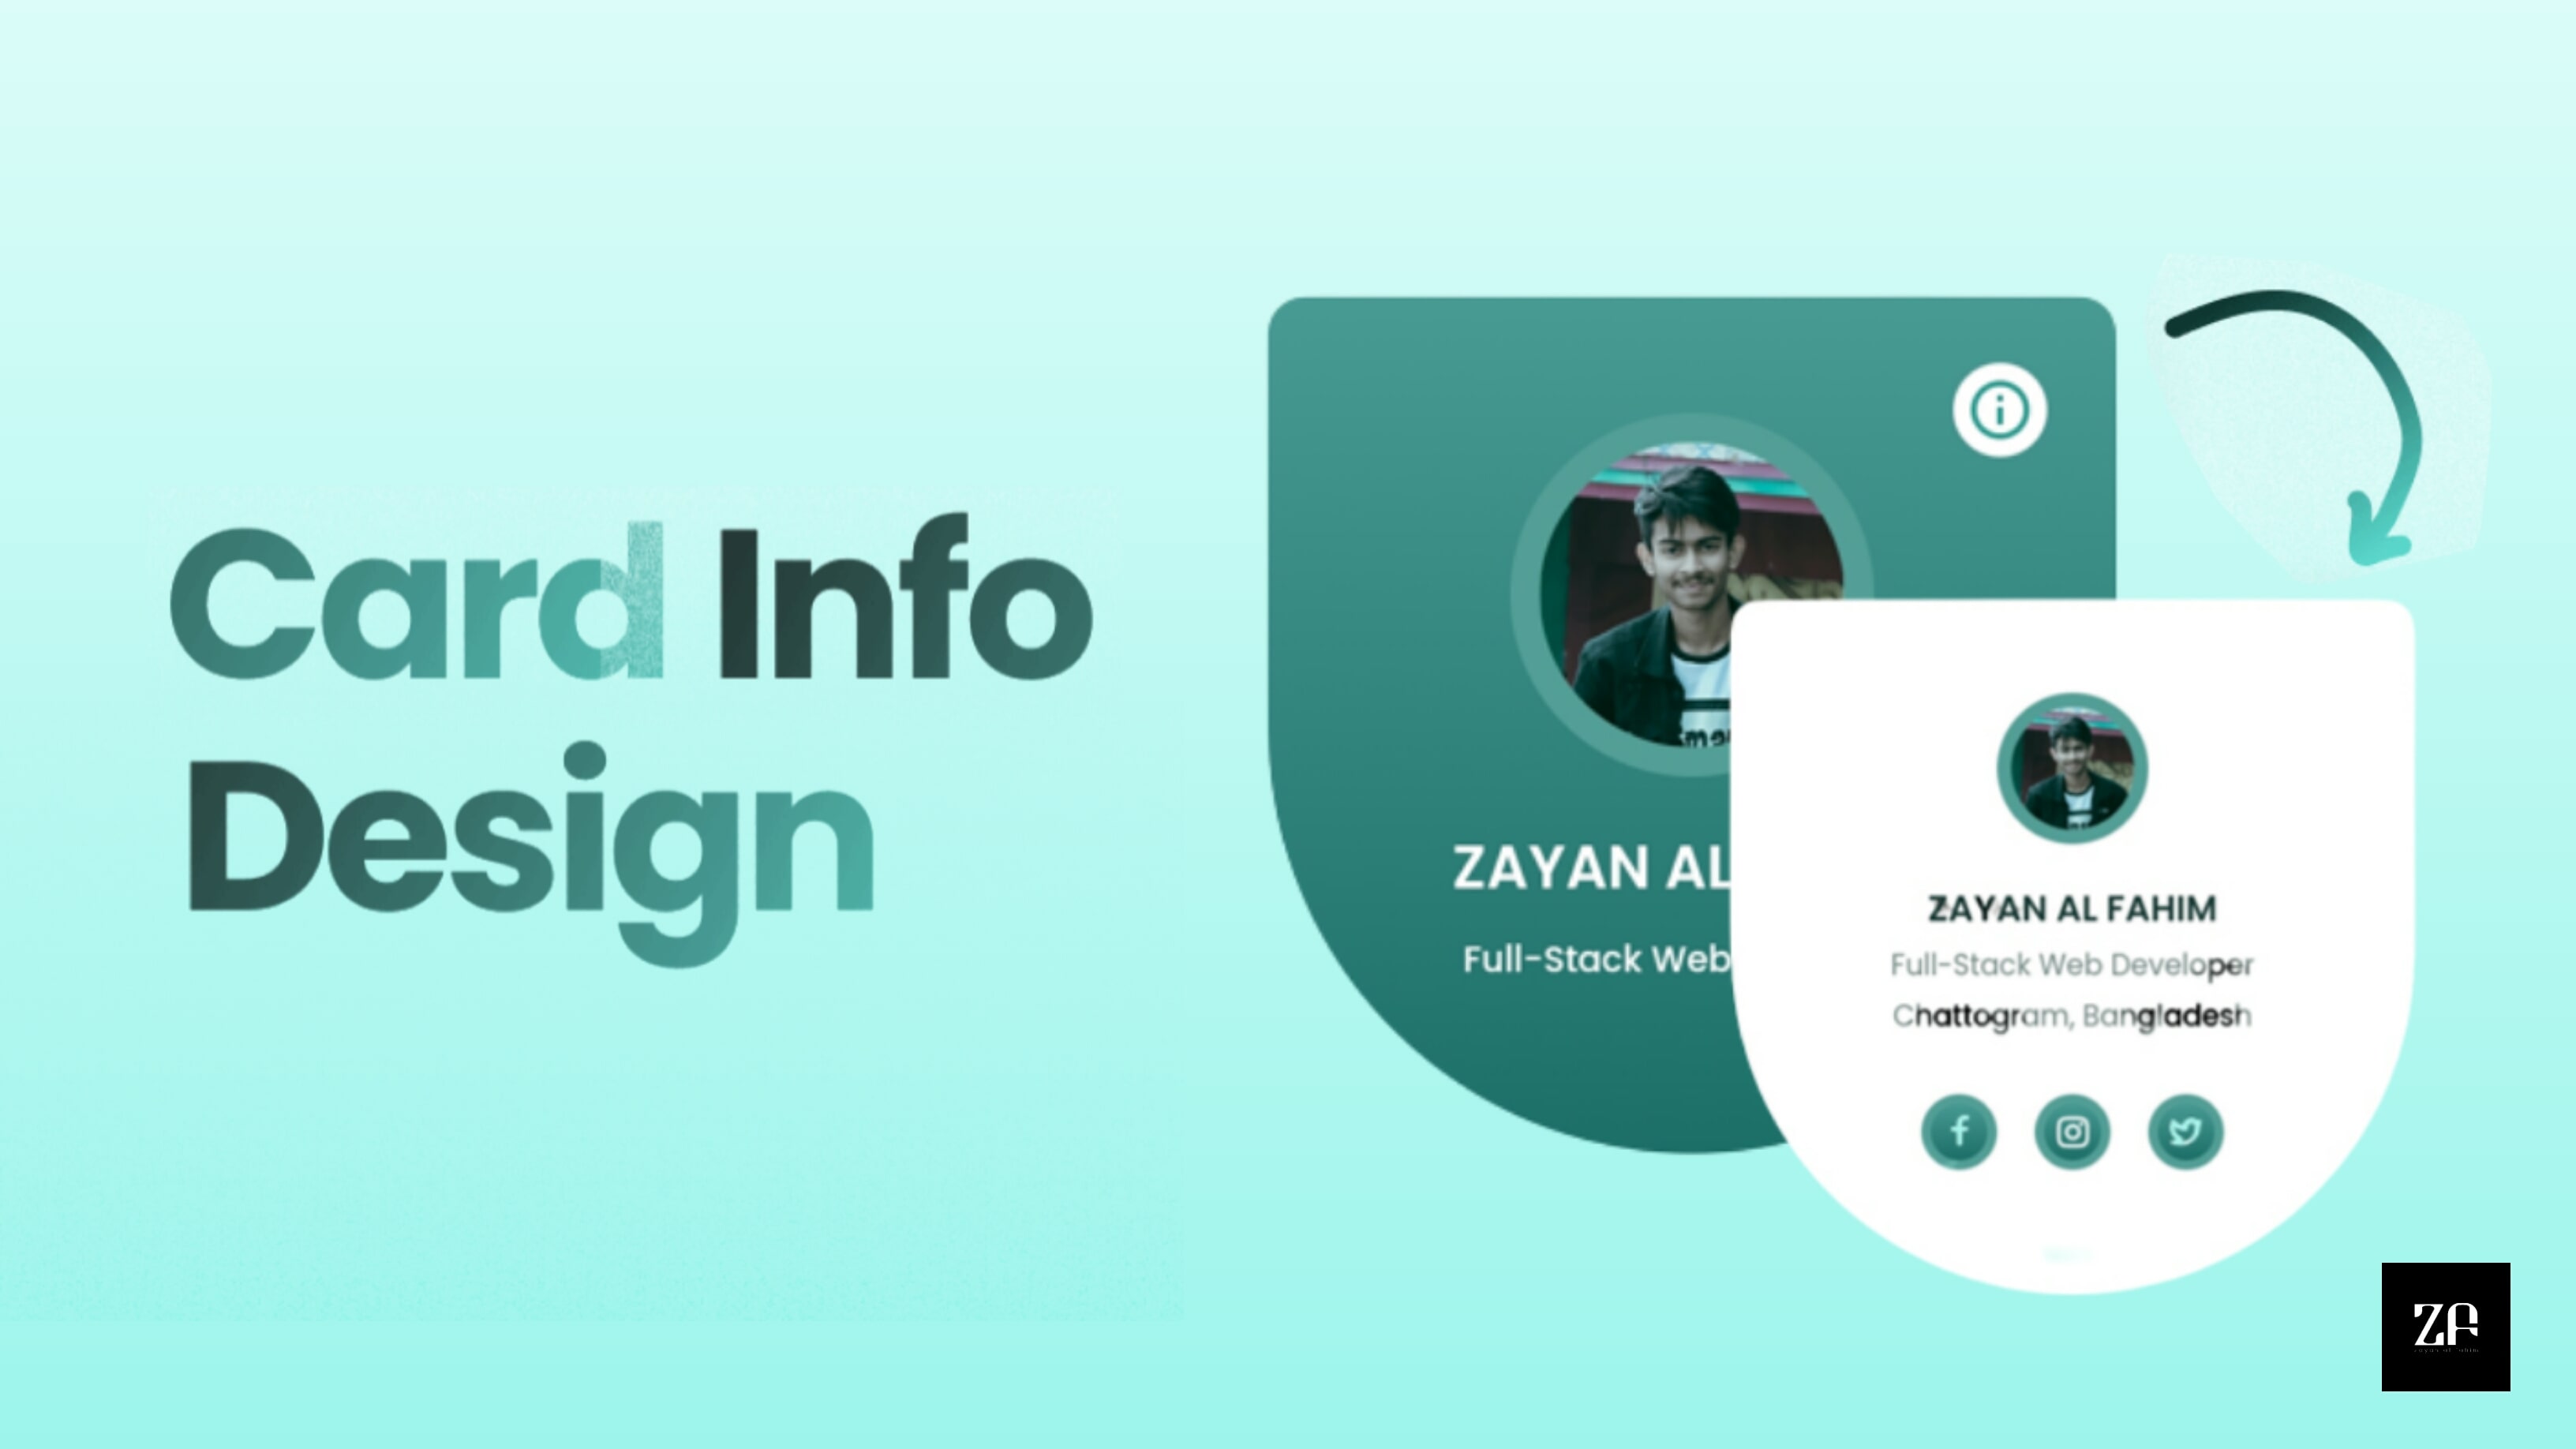 Card Info
Design
ZAYAN AL
Full-Stack Web
ZAYAN AL FAHIM
Full-Stack Web Developer
Chattogram, Bangladesh
ZA